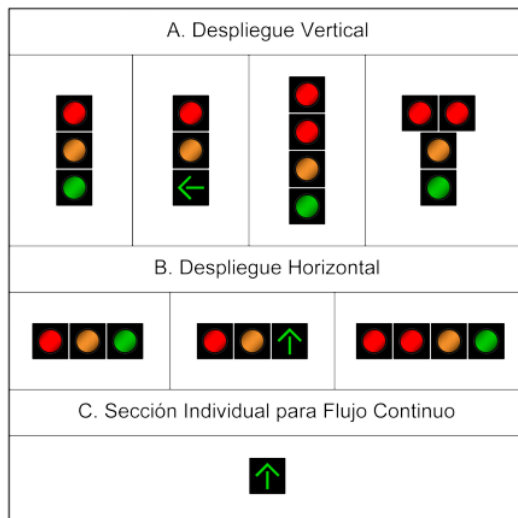 A. Despliegue Vertical
B. Despliegue Horizontal
C. Sección Individual para Flujo Continuo